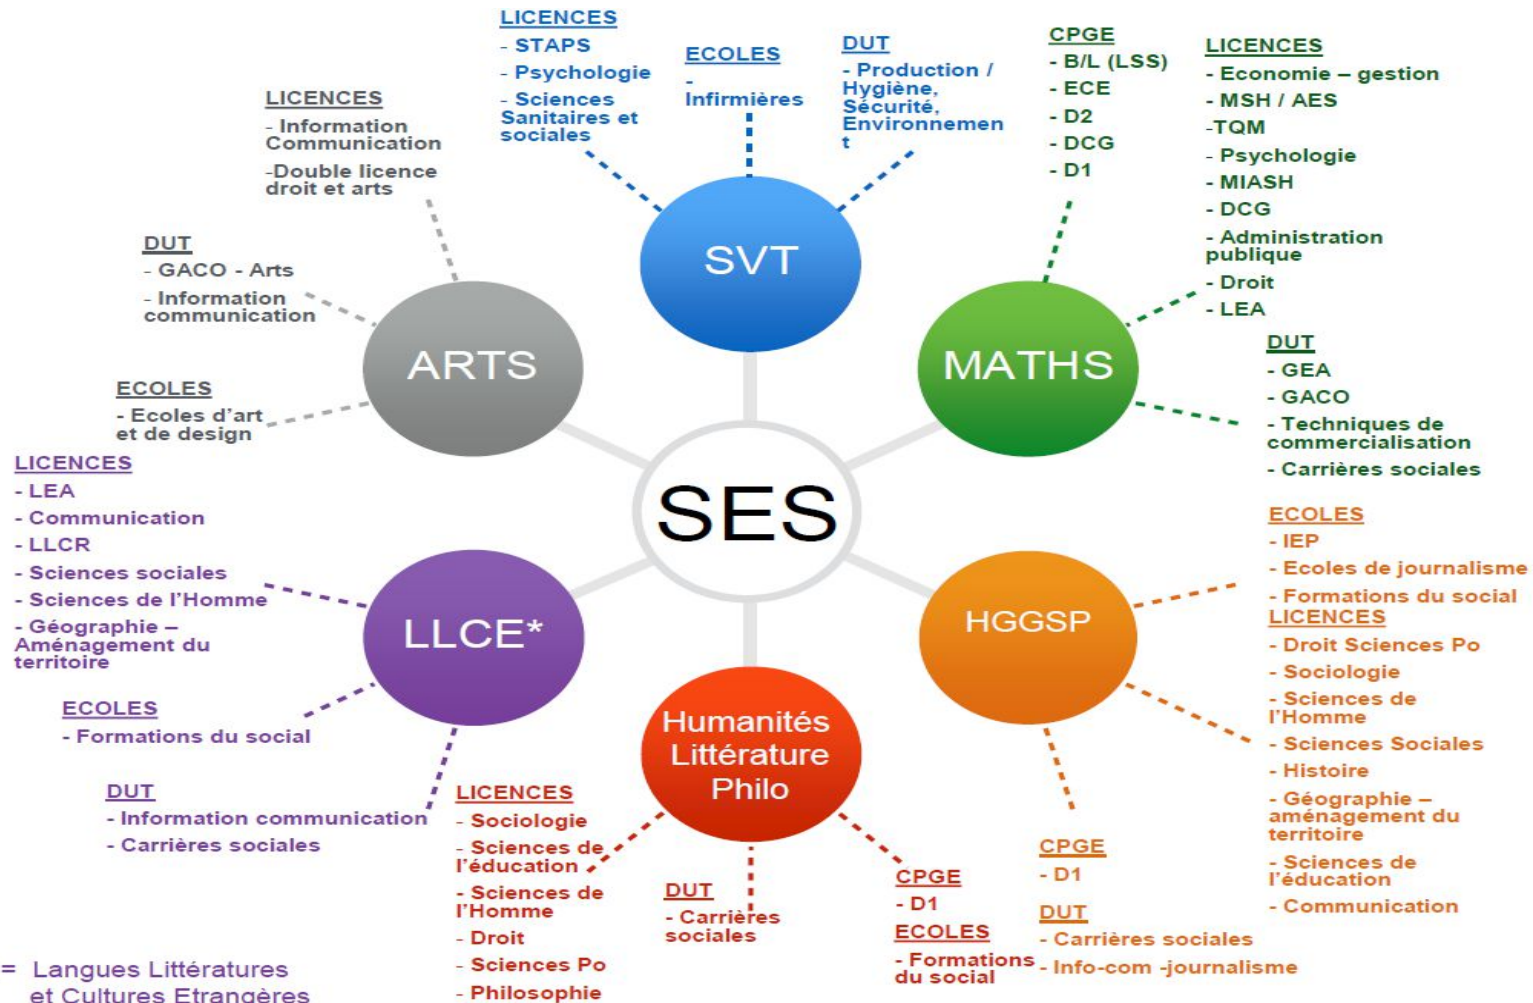 LICENCES
- STAPS
- Psychologie
- Sciences
Sanitaires et
sociales
ECOLES
-
Infirmières
DUT
- Production /
Hygiène,
Sécurité,
Environnemen
t
SVT
CPGE
- B/L (LSS)
- ECE
- D2
- DCG
- D1
LICENCES
- Economie – gestion
- MSH / AES
-TQM
- Psychologie
- MIASH
- DCG
- Administration
publique
- Droit
- LEA
DUT
- GEA
- GACO
- Techniques de
commercialisation
- Carrières sociales
MATHS
LICENCES
- Information
Communication
-Double licence
droit et arts
DUT
- GACO - Arts
- Information
communication
ECOLES
- Ecoles d'art
et de design
ARTS
SES
LICENCES
- LEA
- Communication
- LLCR
- Sciences sociales
- Sciences de l'Homme
- Géographie –
Aménagement du
territoire
ECOLES
- Formations du social
DUT
- Information communication
- Carrières sociales
LLCE*
ECOLES
- IEP
- Ecoles de journalisme
- Formations du social
LICENCES
- Droit Sciences Po
- Sociologie
- Sciences de
l'Homme
- Sciences Sociales
- Histoire
- Géographie –
aménagement du
territoire
- Sciences de
l'éducation
- Communication
CPGE
- D1
DUT
- Carrières sociales
- Info-com -journalisme
HGGSP
Humanités
Littérature
Philo
LICENCES
- Sociologie
- Sciences de
l'éducation
- Sciences de
l'Homme
- Droit
- Sciences Po
- Philosophie
DUT
- Carrières
sociales
CPGE
- D1
ECOLES
- Formations
du social
= Langues Littératures
et Cultures Etrangères